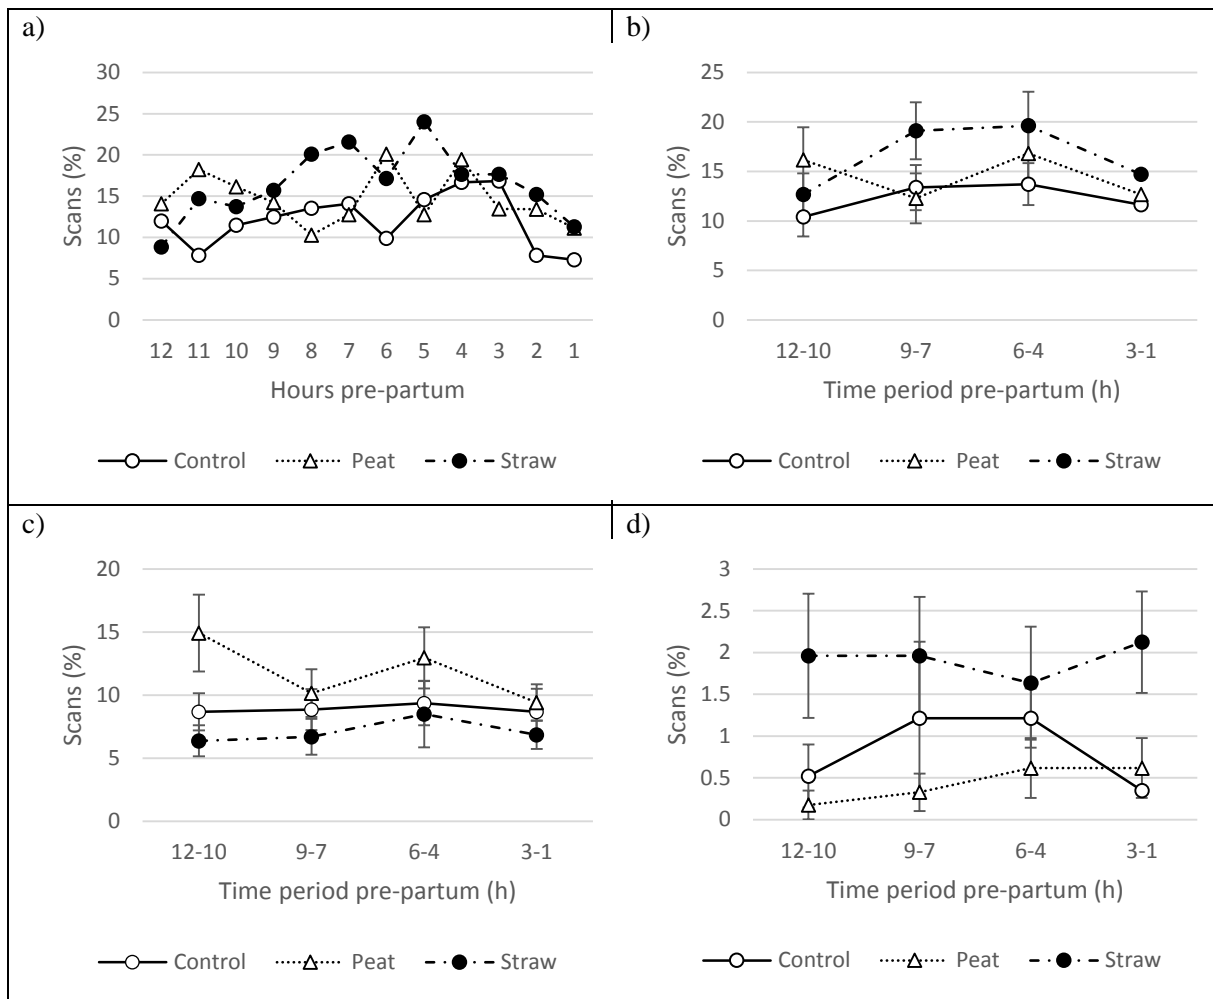 a)
30
25
20
15
10
5
0
Scans (%)
12 11 10 9 8 7 6 5 4 3 2 1
Hours pre-partum
Control Peat Straw
b)
25
20
15
10
5
0
Scans (%)
12-10 9-7 6-4 3-1
Time period pre-partum (h)
Control Peat Straw
c)
20
15
10
5
0
Scans (%)
12-10 9-7 6-4 3-1
Time period pre-partum (h)
Control Peat Straw
d)
3
2.5
2
1.5
1
0.5
0
Scans (%)
12-10 9-7 6-4 3-1
Time period pre-partum (h)
Control Peat Straw